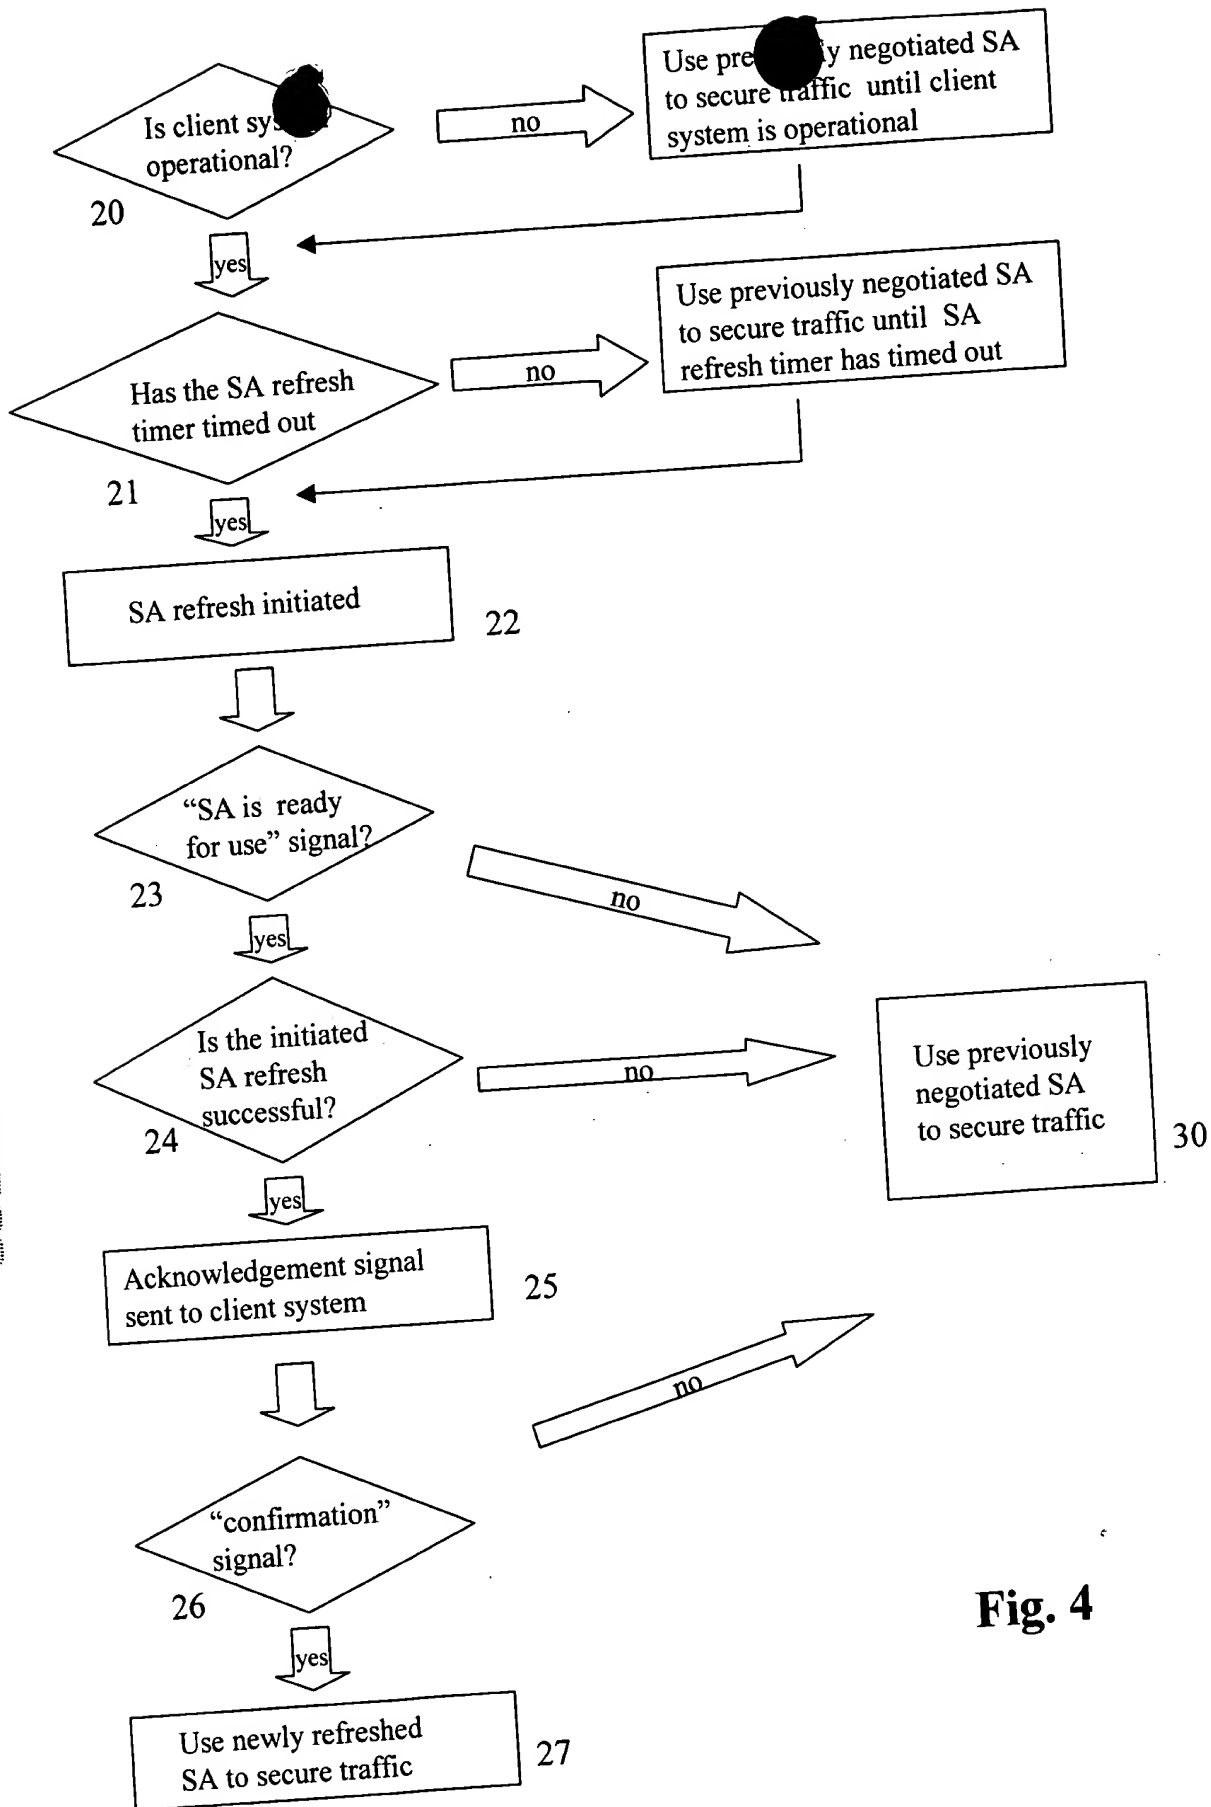 Is client
operational?
20
no
Use negotiated SA
to secure traffic until client
system is operational
yes
Has the SA refresh
timer timed out
21
no
Use previously negotiated SA
to secure traffic until SA
refresh timer has timed out
yes
SA refresh initiated
22
“SA is ready
for use” signal?
23
no
yes
Is the initiated
SA refresh
successful?
24
no
Use previously
negotiated SA
to secure traffic
30
yes
Acknowledgement signal
sent to client system
25
no
“confirmation”
signal?
26
yes
Use newly refreshed
SA to secure traffic
27
Fig. 4